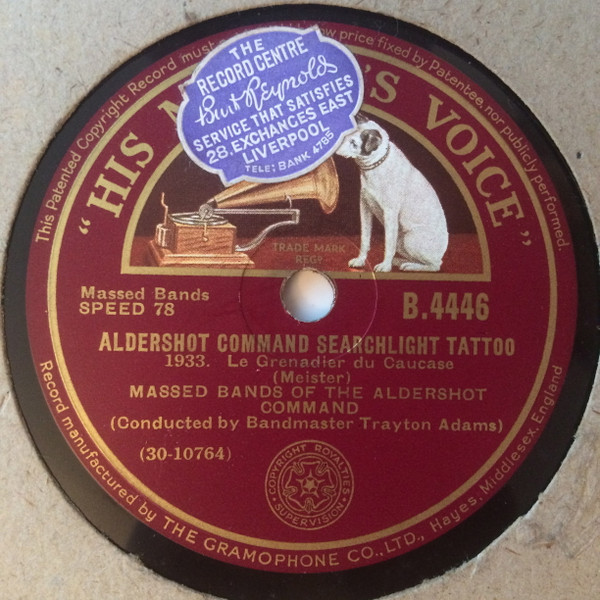 This Patented Copyright Record must
low price fixed by Patentee, nor publicly performed.
THE
RECORD CENTRE
Burt Reynolds
SERVICE THAT SATISFIES
28, EXCHANGES EAST
LIVERPOOL
TELE: BANK 4785
"HIS M 'S VOICE"
TRADE MARK
REGD
Massed Bands
SPEED 78
B.4446
ALDERSHOT COMMAND SEARCHLIGHT TATTOO
1933. Le Grenadier du Caucase
(Meister)
MASSED BANDS OF THE ALDERSHOT
COMMAND
(Conducted by Bandmaster Trayton Adams)
(30-10764)
COPYRIGHT ROYALTIES
SUPERVISION
Record manufactured by THE GRAMOPHONE CO., LTD., Hayes, Middlesex, England